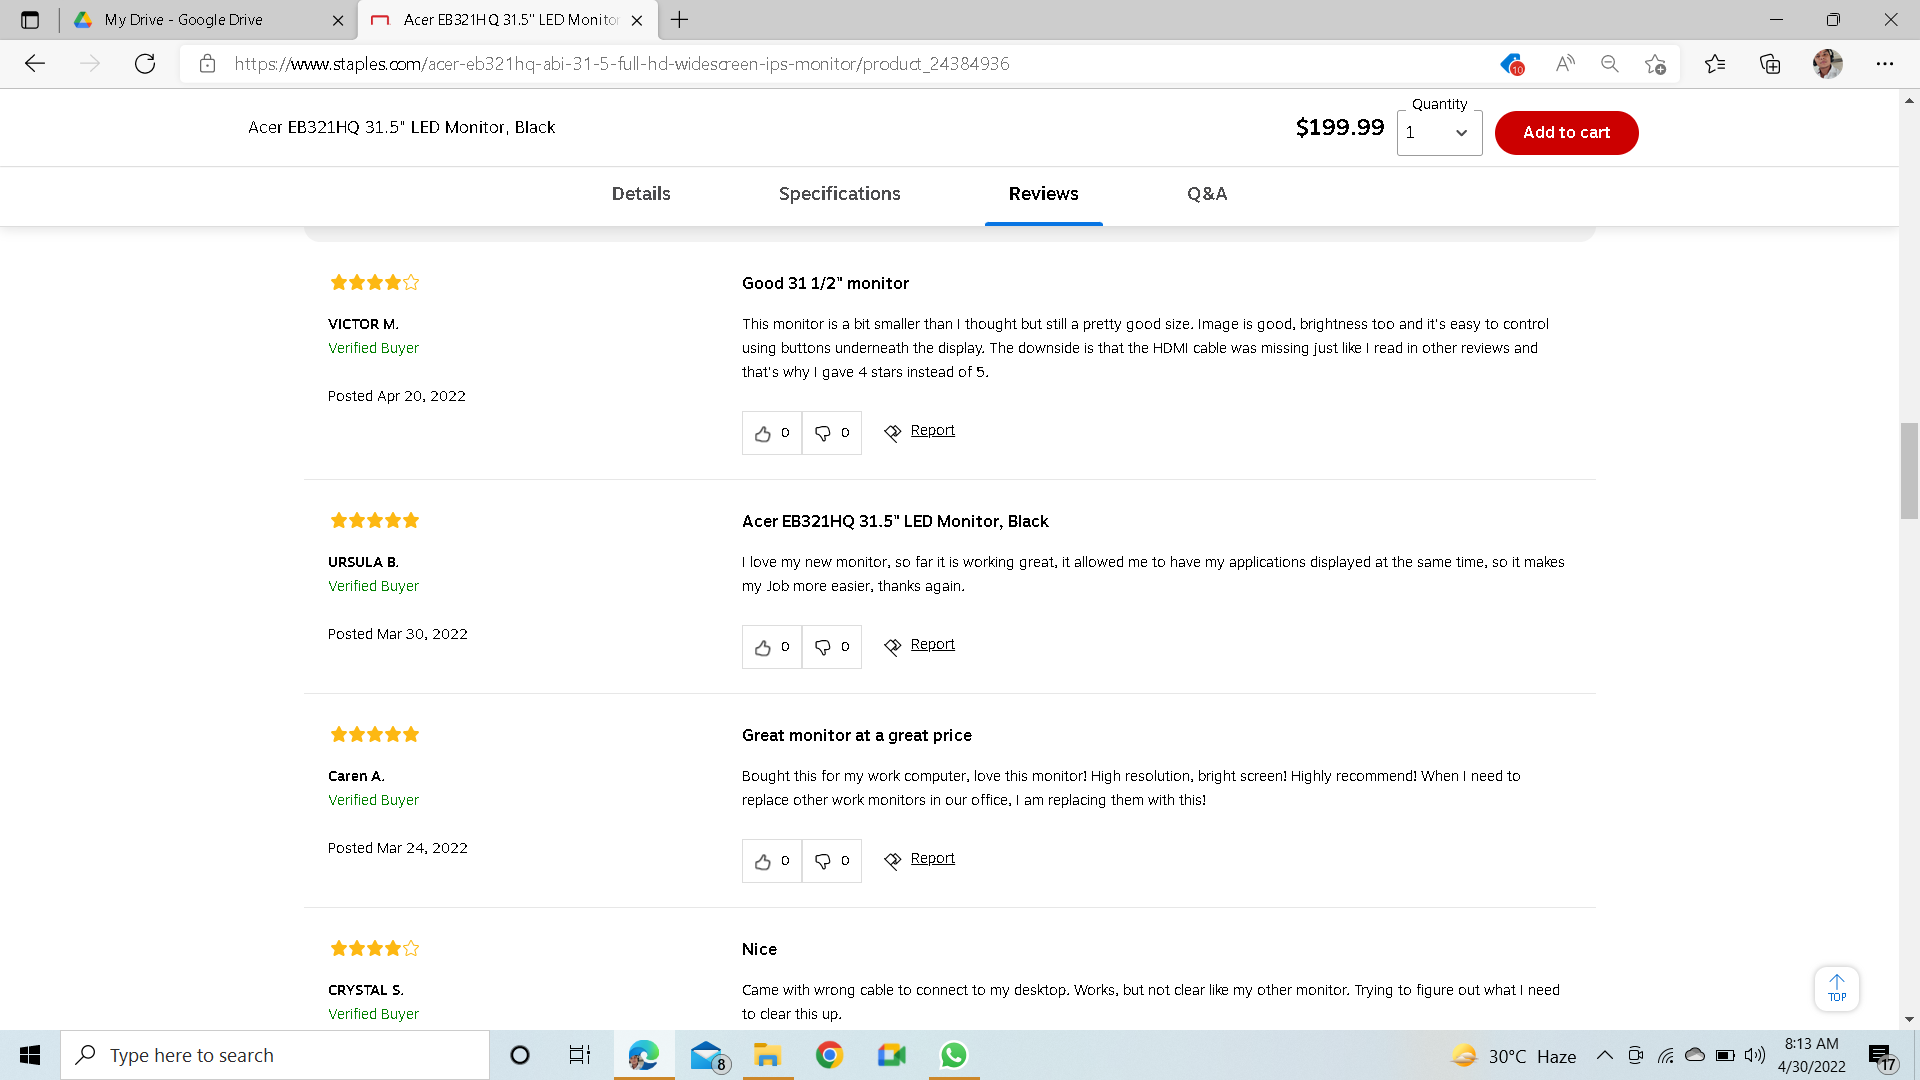 My Drive - Google Drive
Acer EB321HQ 31.5" LED Monitor
https://www.staples.com/acer-eb321hq-abi-31-5-full-hd-widescreen-ips-monitor/product_24384936
10
Acer EB321HQ 31.5" LED Monitor, Black
$199.99
Quantity
1
Add to cart
Details
Specifications
Reviews
Q&A
Good 31 1/2" monitor
VICTOR M.
Verified Buyer
Posted Apr 20, 2022
This monitor is a bit smaller than I thought but still a pretty good size. Image is good, brightness too and it's easy to control
using buttons underneath the display. The downside is that the HDMI cable was missing just like I read in other reviews and
that's why I gave 4 stars instead of 5.
0
0
Report
Acer EB321HQ 31.5" LED Monitor, Black
URSULA B.
Verified Buyer
Posted Mar 30, 2022
I love my new monitor, so far it is working great, it allowed me to have my applications displayed at the same time, so it makes
my Job more easier, thanks again.
0
0
Report
Great monitor at a great price
Caren A.
Verified Buyer
Posted Mar 24, 2022
Bought this for my work computer, love this monitor! High resolution, bright screen! Highly recommend! When I need to
replace other work monitors in our office, I am replacing them with this!
0
0
Report
Nice
CRYSTAL S.
Verified Buyer
Came with wrong cable to connect to my desktop. Works, but not clear like my other monitor. Trying to figure out what I need
to clear this up.
TOP
Type here to search
8
30°C Haze
8:13 AM
4/30/2022
17